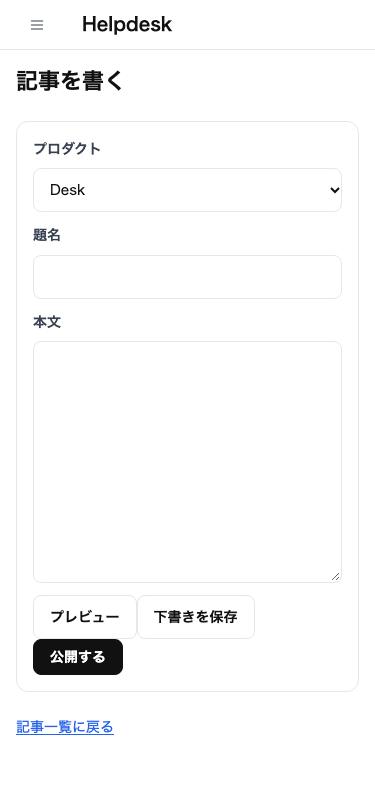 Helpdesk
記事を書く
プロダクト
Desk
題名
本文
プレビュー 下書きを保存
公開する
記事一覧に戻る